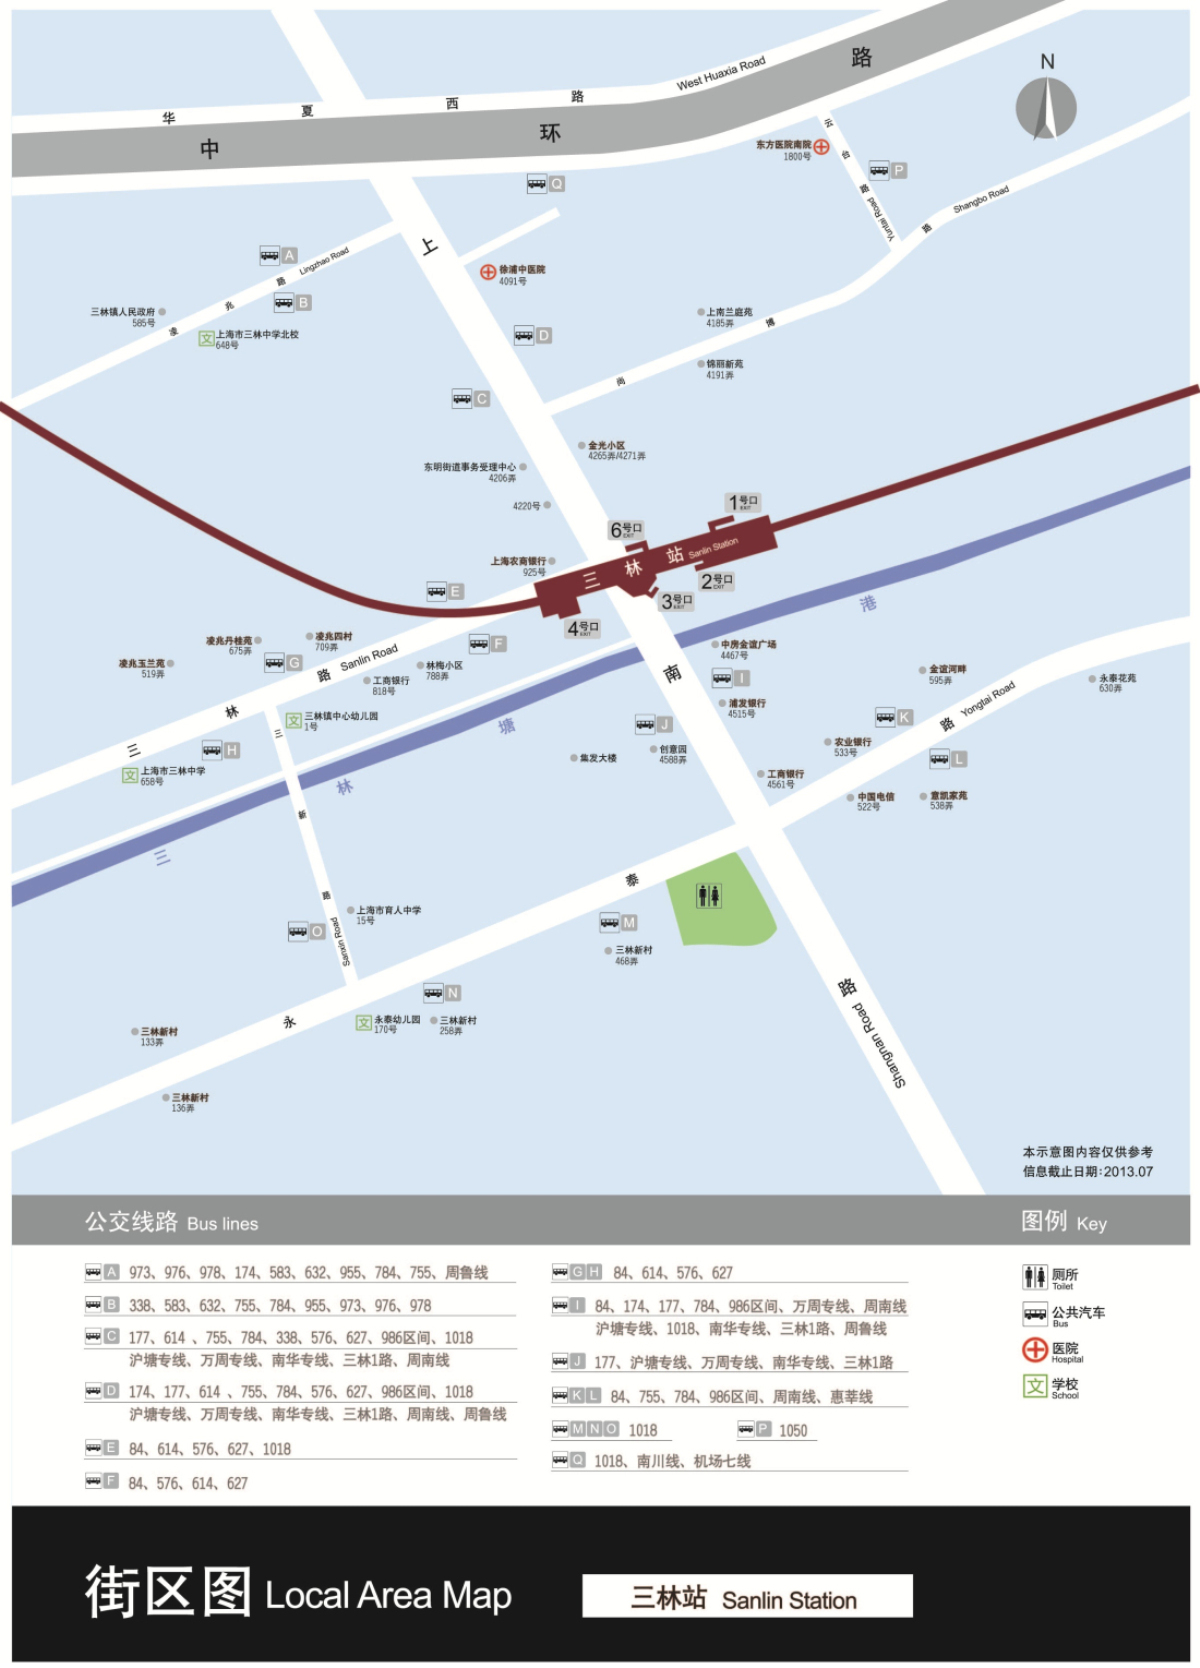 West Huaxia Road
路
N
华 夏 西 路
中 环
东方医院南院
1800号
云台路
Yuntai Road
P
Q
Shangbo Road
尚博路
上
A
Lingzhao Road
凌兆路
B
徐浦中医院
4091号
三林镇人民政府
585号
上海市三林中学北校
648号
上南兰庭苑
4185弄
D
锦丽新苑
4191弄
C
金光小区
4265弄/4271弄
东明街道事务受理中心
4206弄
4220号
1号口
EXIT
6号口
EXIT
三林站 Sanlin Station
上海农商银行
925号
2号口
EXIT
3号口
EXIT
4号口
EXIT
E
F
三林塘港
凌兆丹桂苑
675弄
凌兆四村
709弄
凌兆玉兰苑
519弄
G
三林路 Sanlin Road
林梅小区
788弄
工商银行
818号
南
中房金谊广场
4467号
I
浦发银行
4515号
金谊河畔
595弄
永泰花苑
630弄
三林镇中心幼儿园
1号
H
上海市三林中学
658号
J
创意园
4588弄
集发大楼
K
Yongtai Road
路
农业银行
533号
L
工商银行
4561号
中国电信
522号
意凯家苑
538弄
三新路
Sanxin Road
泰
上海市育人中学
15号
O
M
三林新村
468弄
N
永
永泰幼儿园
170号
三林新村
258弄
三林新村
133弄
三林新村
136弄
路
Shangnan Road
本示意图内容仅供参考
信息截止日期：2013.07
公交线路 Bus lines
图例 Key
A 973、976、978、174、583、632、955、784、755、周鲁线
B 338、583、632、755、784、955、973、976、978
C 177、614 、755、784、338、576、627、986区间、1018
沪塘专线、万周专线、南华专线、三林1路、周南线
D 174、177、614 、755、784、576、627、986区间、1018
沪塘专线、万周专线、南华专线、三林1路、周南线、周鲁线
E 84、614、576、627、1018
F 84、576、614、627
G H 84、614、576、627
I 84、174、177、784、986区间、万周专线、周南线
沪塘专线、1018、南华专线、三林1路、周鲁线
J 177、沪塘专线、万周专线、南华专线、三林1路
K L 84、755、784、986区间、周南线、惠莘线
M N O 1018
P 1050
Q 1018、南川线、机场七线
厕所
Toilet
公共汽车
Bus
医院
Hospital
文 学校
School
街区图 Local Area Map
三林站 Sanlin Station